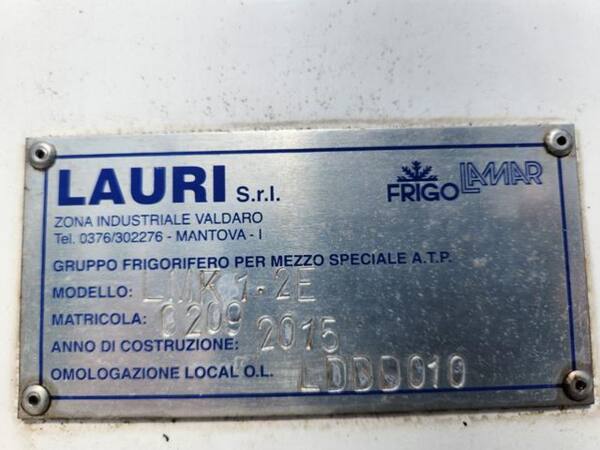 LAURI S.r.l.
FRIGO LAMAR
ZONA INDUSTRIALE VALDARO
Tel. 0376/302276 - MANTOVA - I
GRUPPO FRIGORIFERO PER MEZZO SPECIALE A.T.P.
MODELLO: LMK 1-2E
MATRICOLA: 0209
ANNO DI COSTRUZIONE: 2015
OMOLOGAZIONE LOCAL O.L. LDDD010